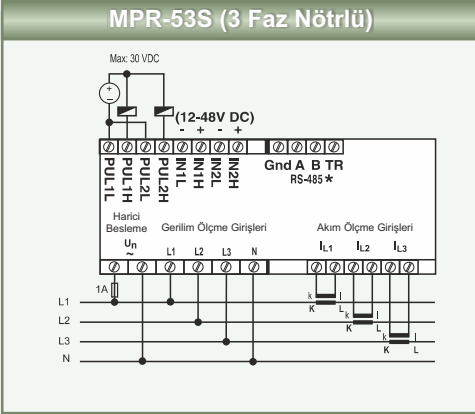 MPR-53S (3 Faz Nötrlü)
Max: 30 VDC
+
−
(12-48V DC)
- + - +
PUL1L PUL1H PUL2L PUL2H IN1L IN1H IN2L IN2H
Gnd A B TR
RS-485 *
Harici
Besleme
Gerilim Ölçme Girişleri
Akım Ölçme Girişleri
Un
~
L1 L2 L3 N
IL1 IL2 IL3
1A
L1
k l
K L
L2
k l
K L
L3
k l
K L
N